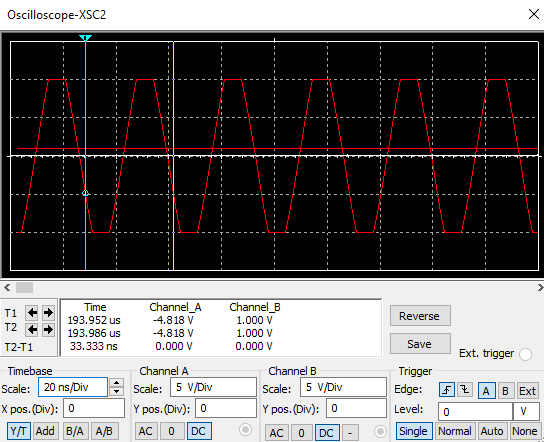 Oscilloscope-XSC2
T1
T2
T2-T1
Time Channel_A Channel_B
193.952 us -4.818 V 1.000 V
193.986 us -4.818 V 1.000 V
33.333 ns 0.000 V 0.000 V
Reverse
Save
Ext. trigger
Timebase
Scale: 20 ns/Div
X pos.(Div): 0
Y/T Add B/A A/B
Channel A
Scale: 5 V/Div
Y pos.(Div): 0
AC 0 DC
Channel B
Scale: 5 V/Div
Y pos.(Div): 0
AC 0 DC -
Trigger
Edge: A B Ext
Level: 0 V
Single Normal Auto None